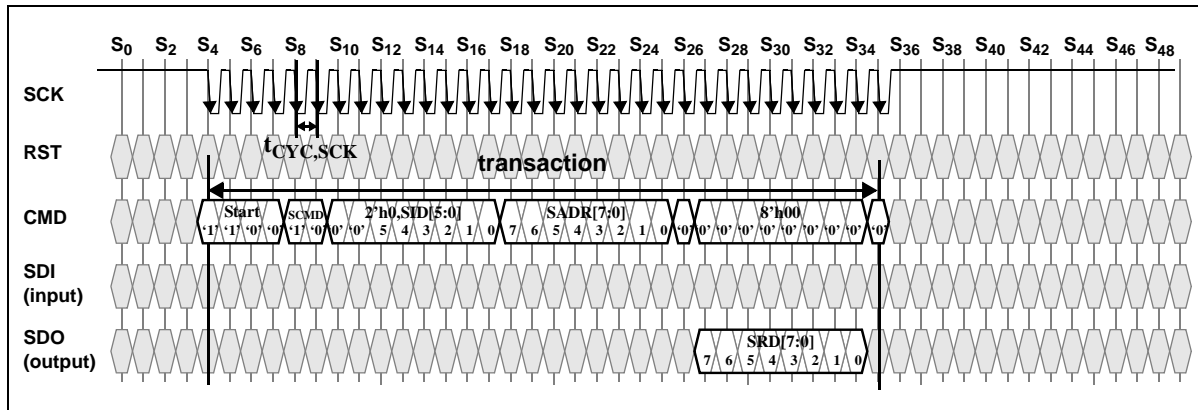 S0 S2 S4 S6 S8 S10 S12 S14 S16 S18 S20 S22 S24 S26 S28 S30 S32 S34 S36 S38 S40 S42 S44 S46 S48
SCK
RST
tCYC,SCK
transaction
CMD
Start SCMD 2'h0,SID[5:0] SADR[7:0] 8'h00
'1' '1' '0' '0' '1' '0' '0' '0' 5 4 3 2 1 0 7 6 5 4 3 2 1 0 '0' '0' '0' '0' '0' '0' '0' '0' '0' '0'
SDI
(input)
SDO
(output)
SRD[7:0]
7 6 5 4 3 2 1 0